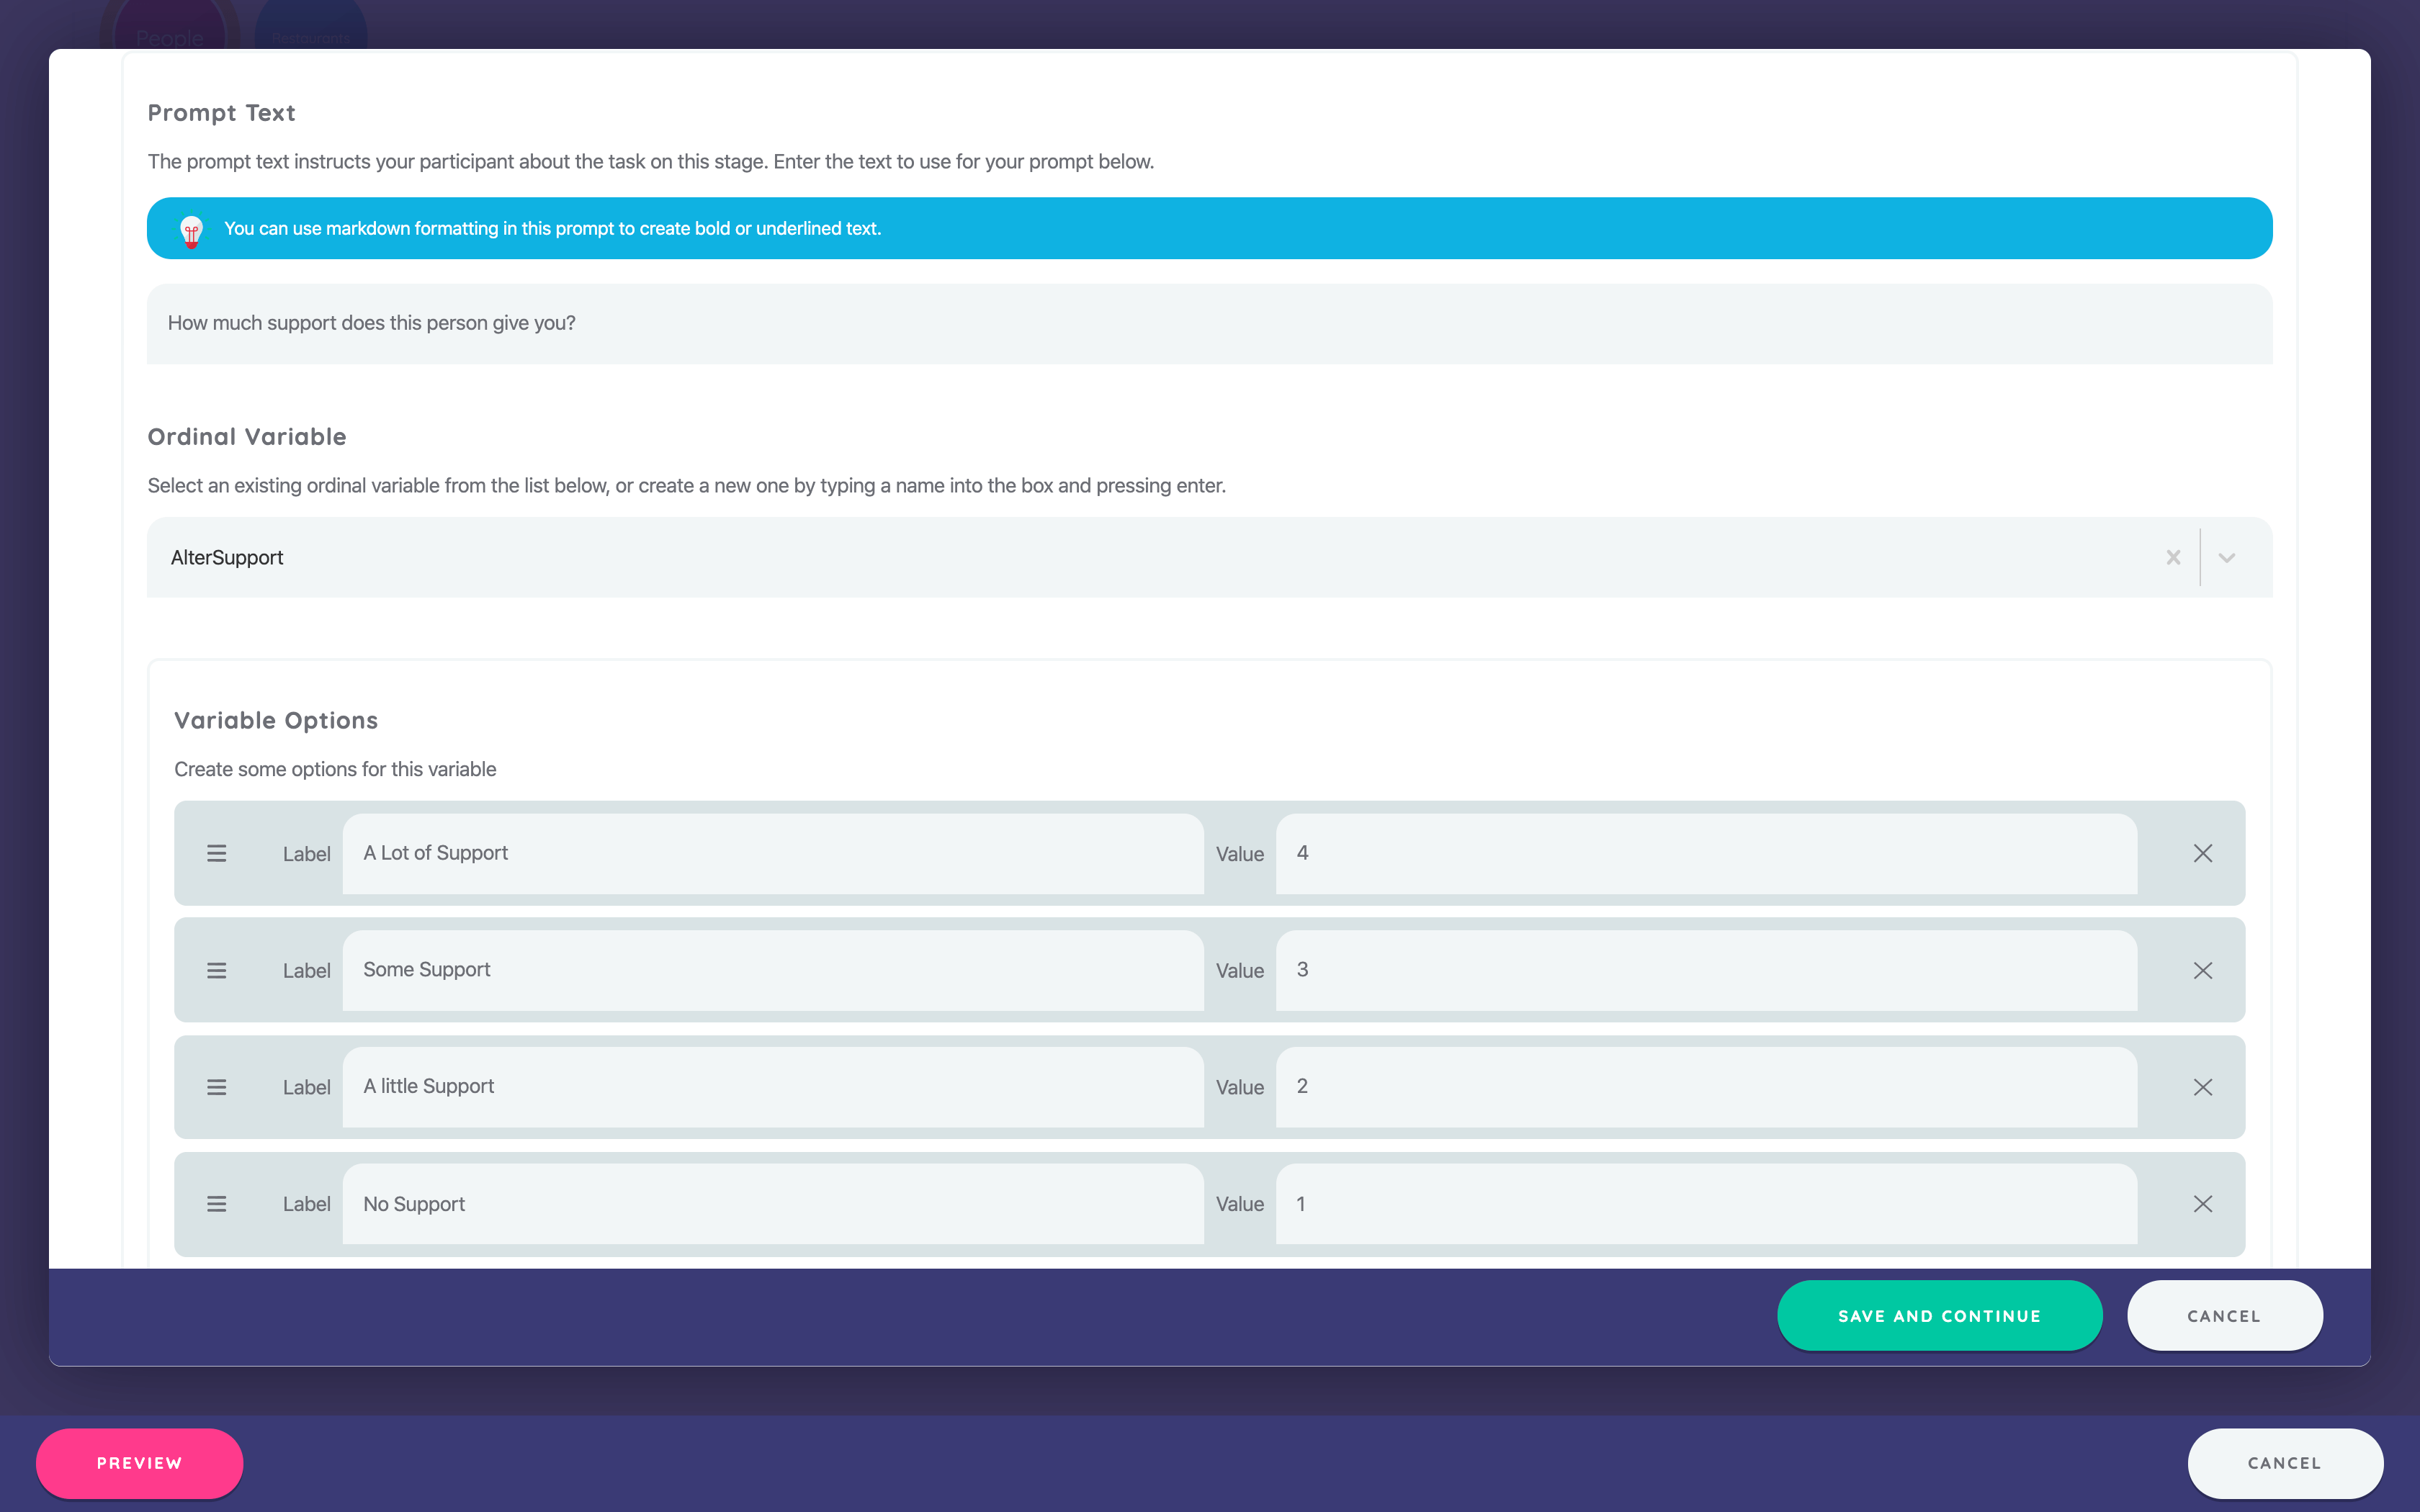 People
Restaurants
Prompt Text
The prompt text instructs your participant about the task on this stage. Enter the text to use for your prompt below.
You can use markdown formatting in this prompt to create bold or underlined text.
How much support does this person give you?
Ordinal Variable
Select an existing ordinal variable from the list below, or create a new one by typing a name into the box and pressing enter.
AlterSupport
Variable Options
Create some options for this variable
Label A Lot of Support Value 4
Label Some Support Value 3
Label A little Support Value 2
Label No Support Value 1
SAVE AND CONTINUE CANCEL
PREVIEW CANCEL